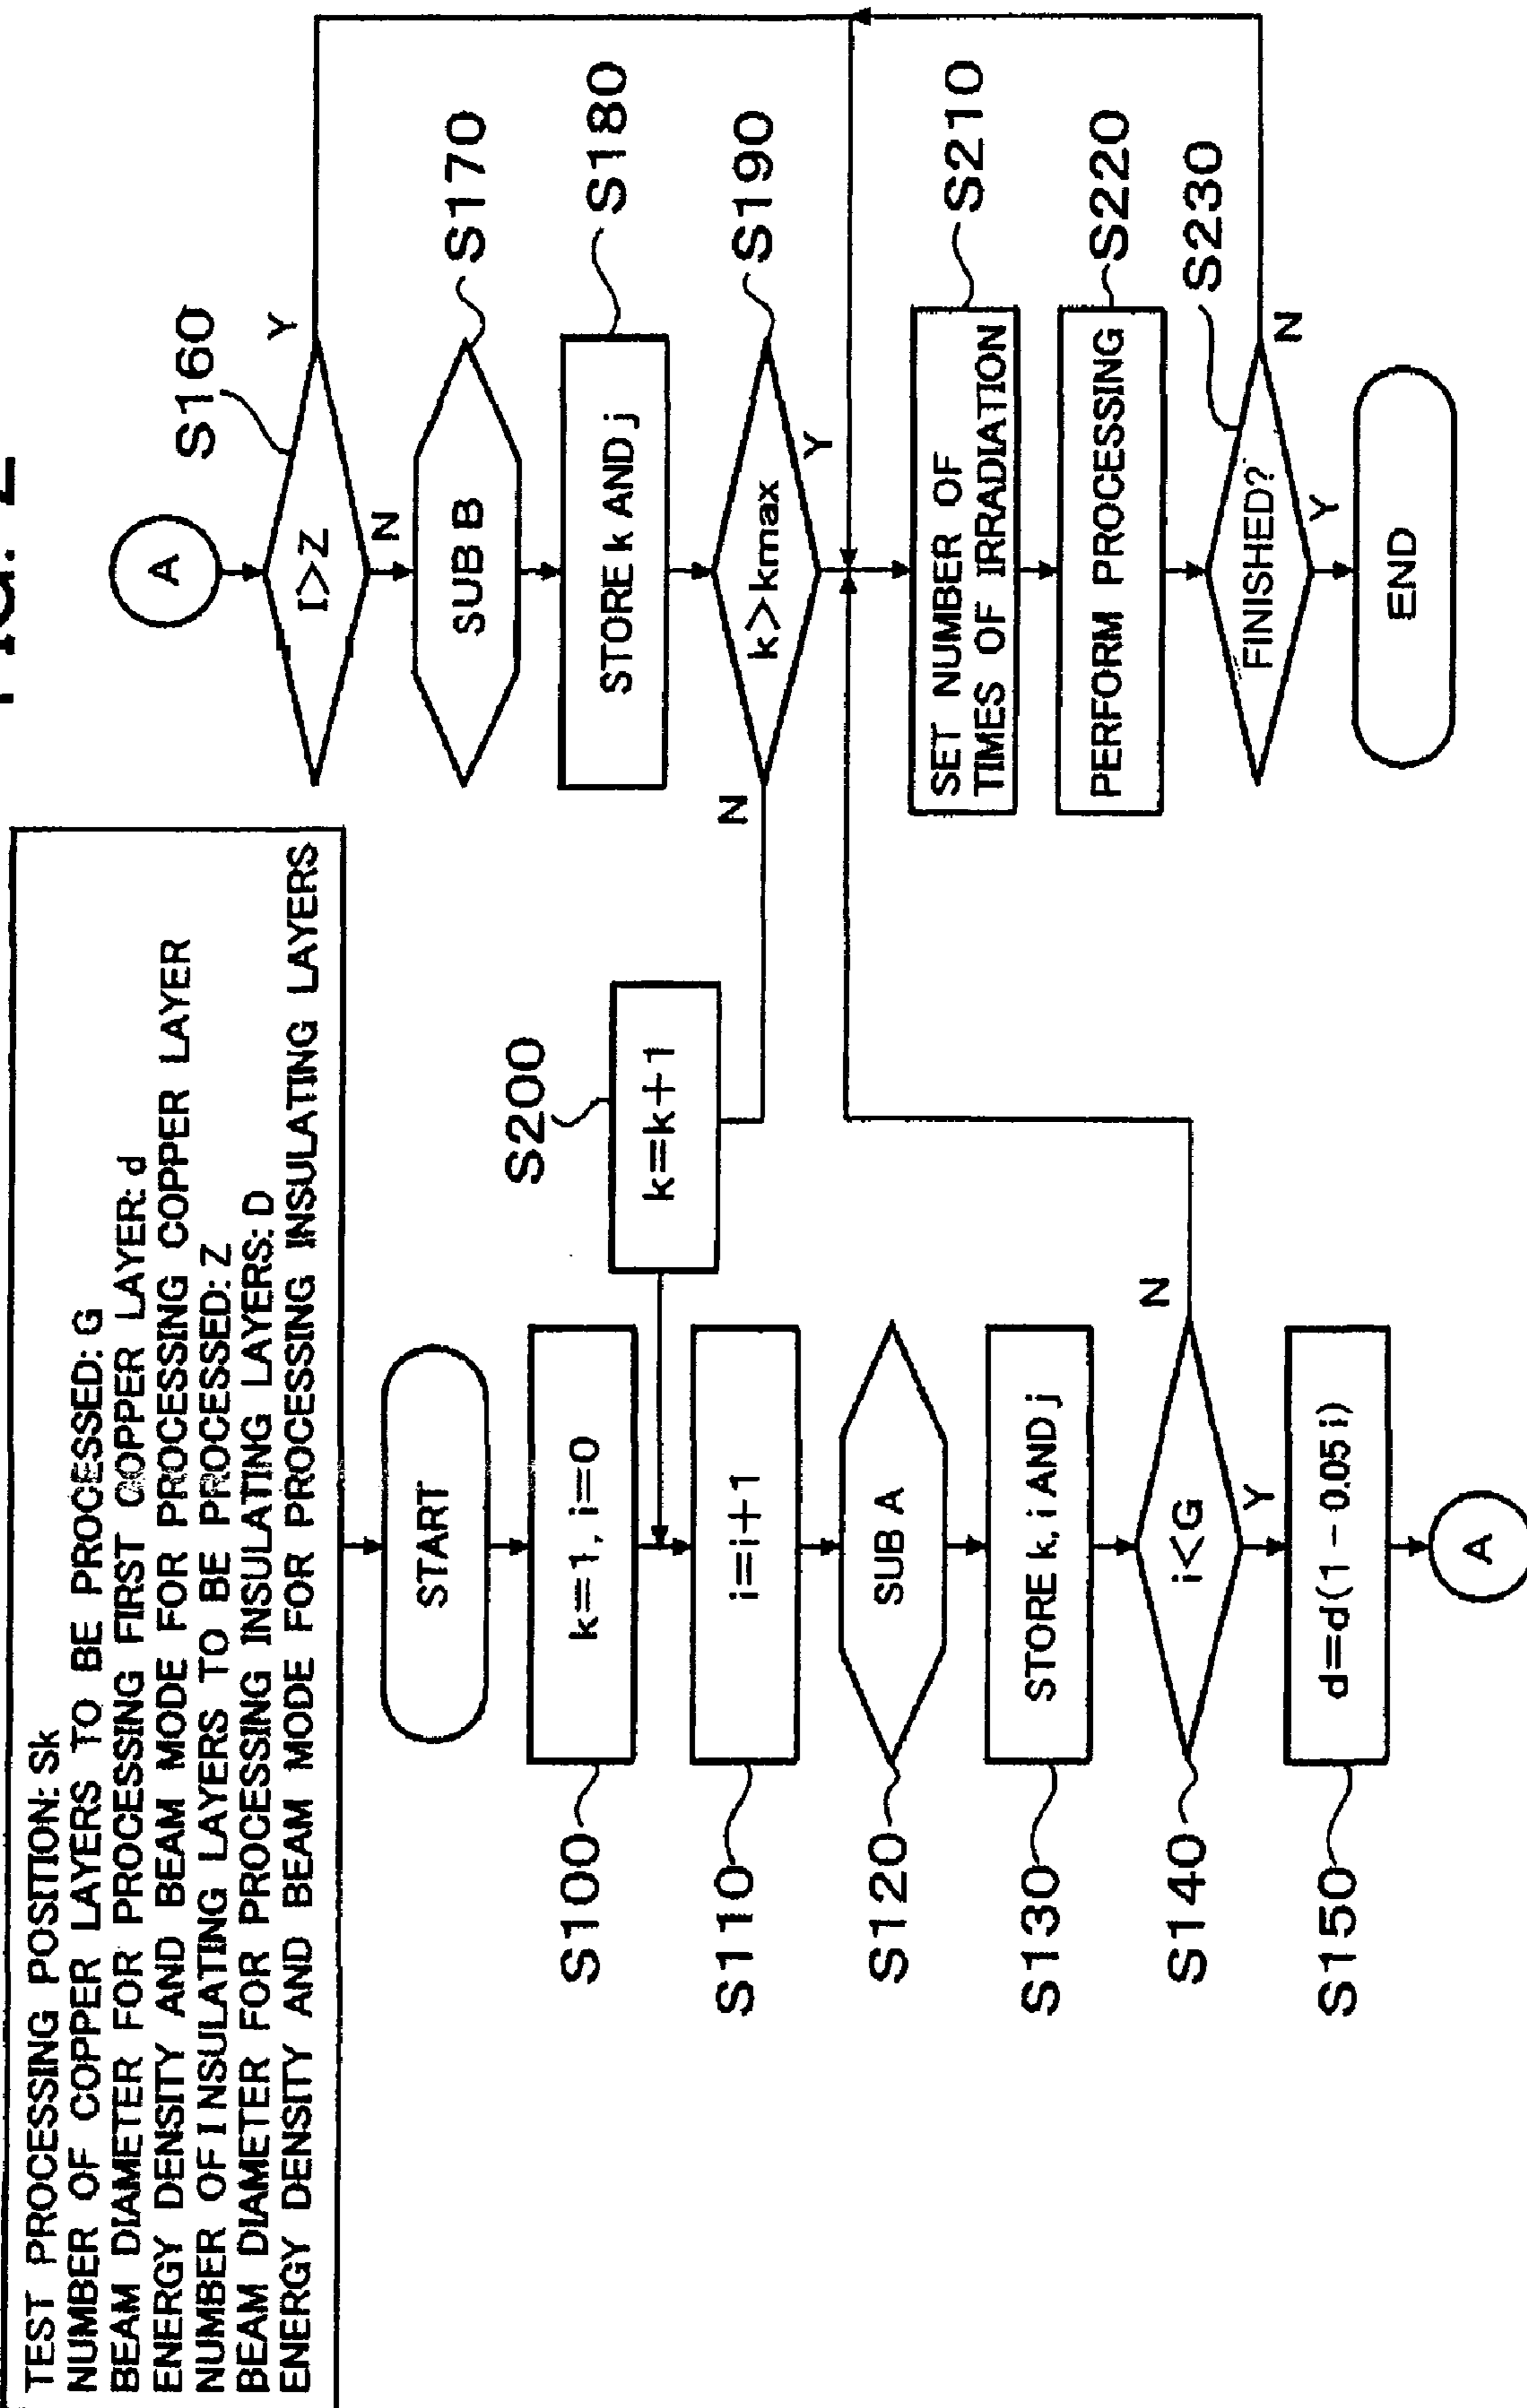 FIG. 2
TEST PROCESSING POSITION: Sk
NUMBER OF COPPER LAYERS TO BE PROCESSED: G
BEAM DIAMETER FOR PROCESSING FIRST COPPER LAYER: d
ENERGY DENSITY AND BEAM MODE FOR PROCESSING COPPER LAYER
NUMBER OF INSULATING LAYERS TO BE PROCESSED: Z
BEAM DIAMETER FOR PROCESSING INSULATING LAYERS: D
ENERGY DENSITY AND BEAM MODE FOR PROCESSING INSULATING LAYERS
START
S100
k=1, i=0
S200
k=k+1
S110
i=i+1
S120
SUB A
S130
STORE k, i AND j
S140
i<G
N
Y
S150
d=d(1-0.05i)
A
A
S160
I>Z
Y
N
S170
SUB B
S180
STORE k AND j
S190
k>kmax
N
Y
S210
SET NUMBER OF
TIMES OF IRRADIATION
S220
PERFORM PROCESSING
S230
FINISHED?
N
Y
END